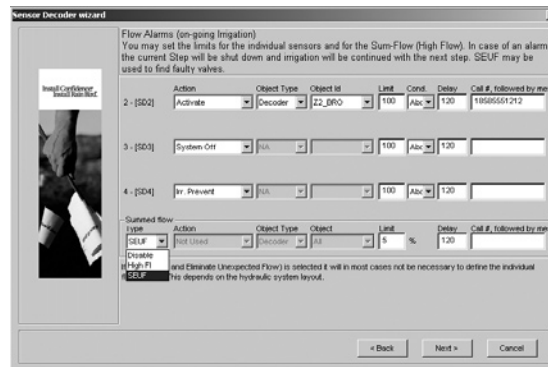 Sensor Decoder wizard
Flow Alarms (on-going Irrigation)
You may set the limits for the individual sensors and for the Sum-Flow (High Flow). In case of an alarm
the current Step will be shut down and irrigation will be continued with the next step. SEUF may be
used to find faulty valves.
Install Confidence.
Install Rain Bird.
Action Object Type Object Id Limit Cond. Delay Call #, followed by me
2 - [SD2] Activate Decoder Z2_BRO 100 Abc 120 18585551212
3 - [SD3] System Off NA 100 Abc 120
4 - [SD4] Irr. Prevent NA 100 Abc 120
Summed flow
Type Action Object Type Object Limit Delay Call #, followed by me
SEUF Not Used Decoder All 5 % 120
Disable
High Fl
SEUF
and Eliminate Unexpected Flow) is selected it will in most cases not be necessary to define the individual
This depends on the hydraulic system layout.
< Back Next > Cancel